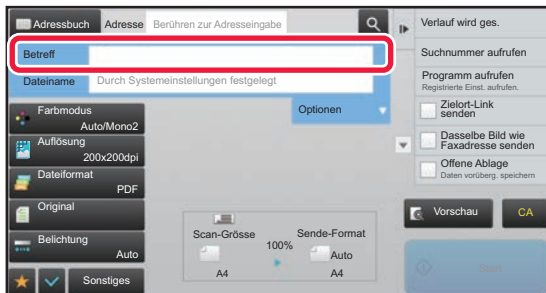 Adressbuch
Adresse
Berühren zur Adresseingabe
Betreff
Dateiname
Durch Systemeinstellungen festgelegt
Optionen
Farbmodus
Auto/Mono2
Auflösung
200x200dpi
Dateiformat
PDF
Original
Belichtung
Auto
Sonstiges
Scan-Grösse
100%
Sende-Format
Auto
A4
A4
Verlauf wird ges.
Suchnummer aufrufen
Programm aufrufen
Registrierte Einst. aufrufen.
Zielort-Link
senden
Dasselbe Bild wie
Faxadresse senden
Offene Ablage
Daten vorüberg. speichern
Vorschau
CA
Start